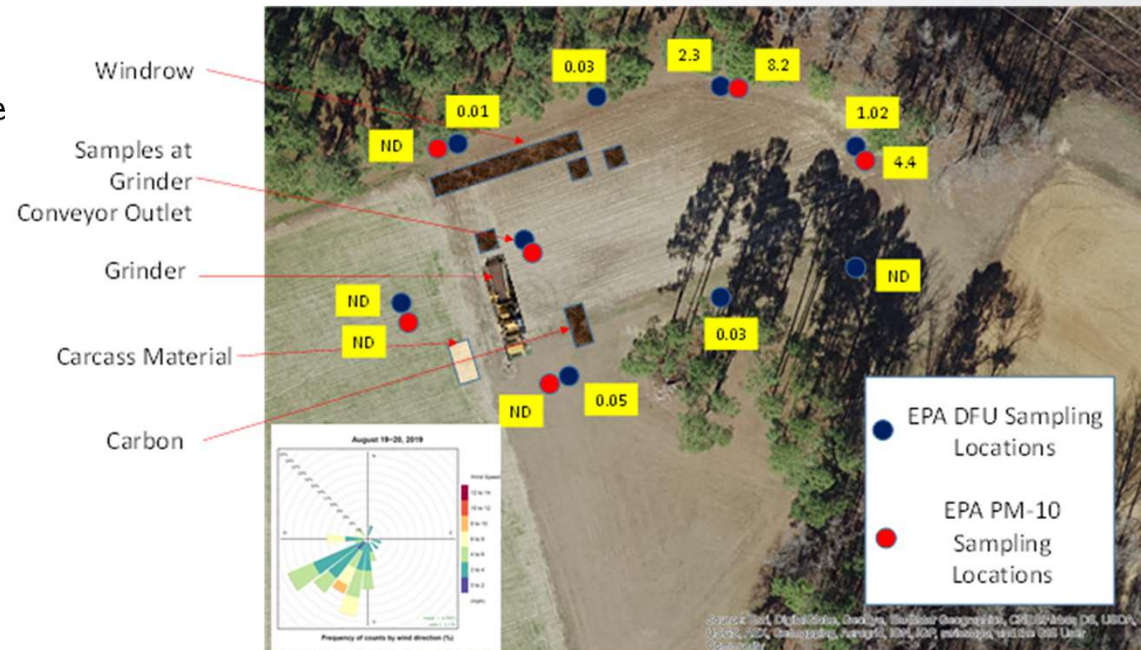 e
Windrow
Samples at
Grinder
Conveyor Outlet
Grinder
Carcass Material
Carbon
0.03
2.3
8.2
0.01
1.02
ND
4.4
ND
ND
ND
0.03
ND
0.05
August 19–20, 2019
Frequency of counts by wind direction (%)
EPA DFU Sampling
Locations
EPA PM-10
Sampling
Locations